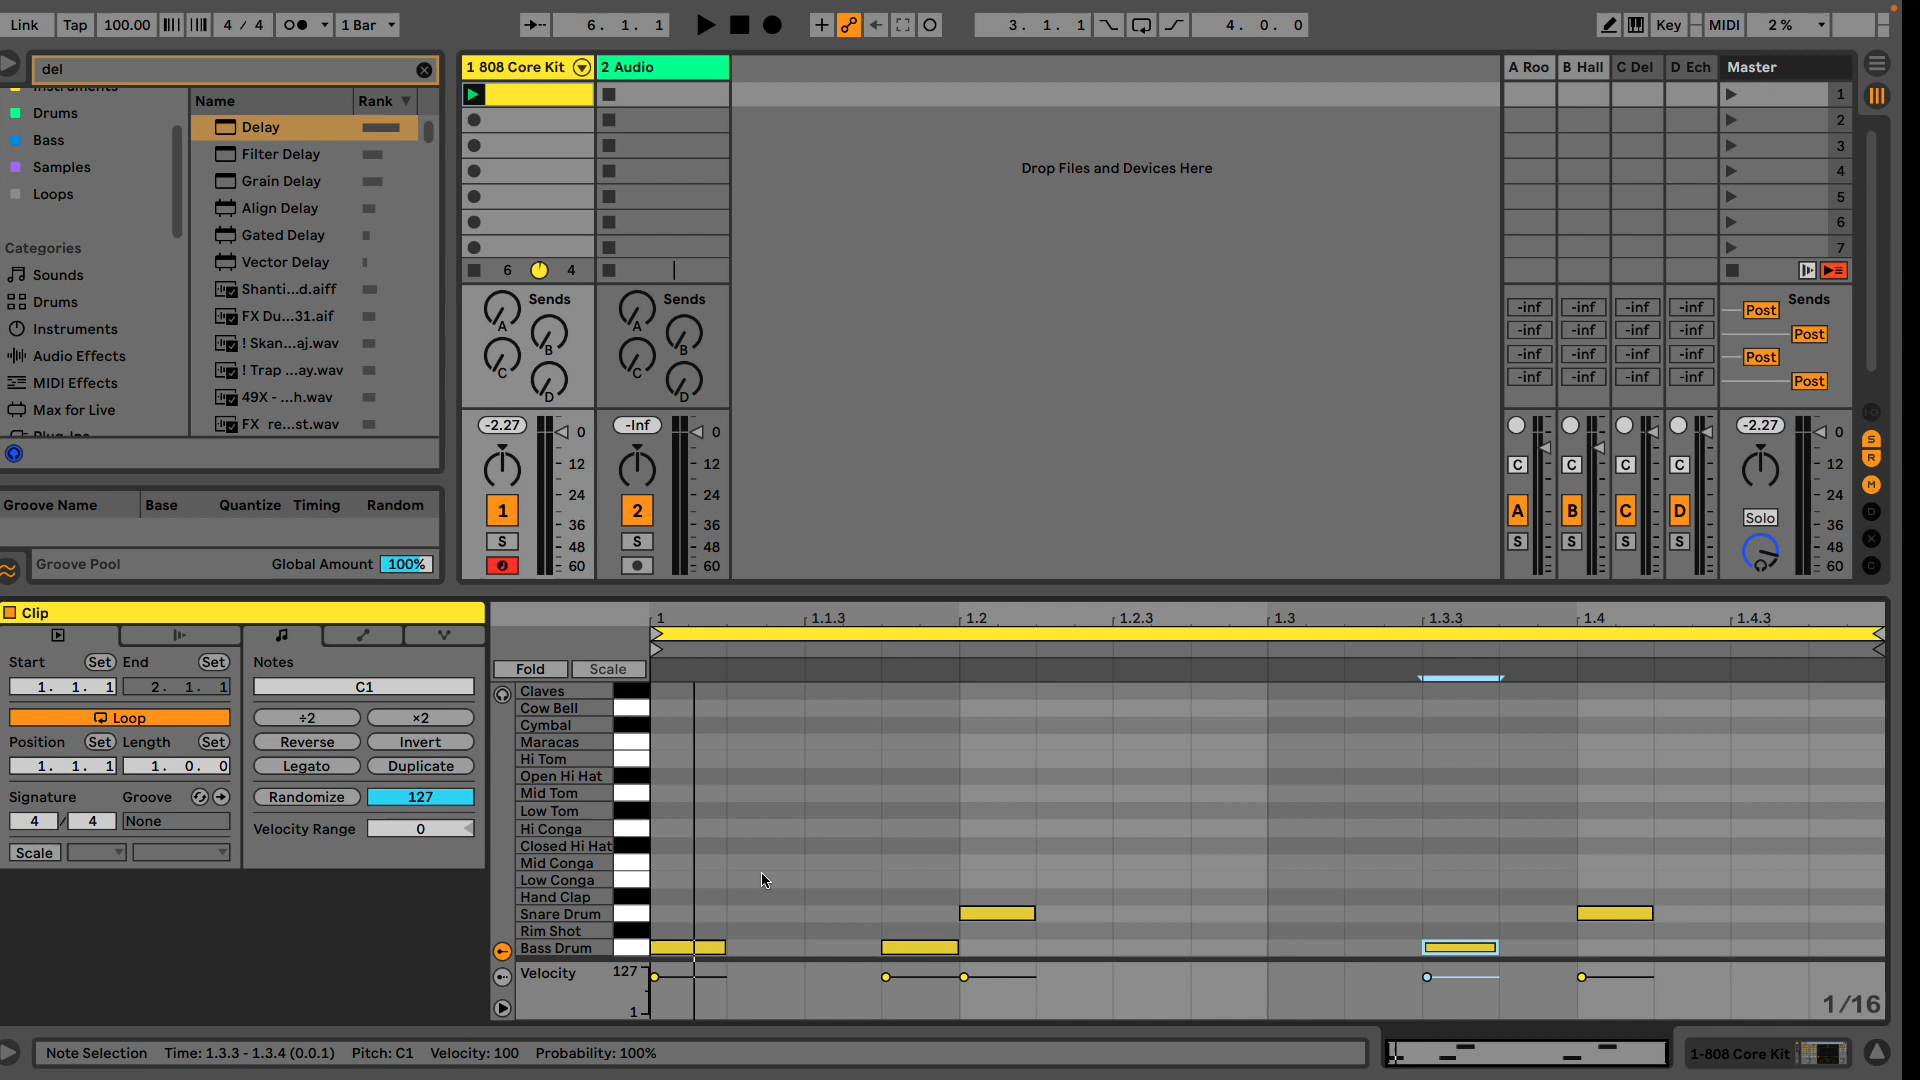 Link Tap 100.00 4 / 4 1 Bar 6. 1. 1 3. 1. 1 4. 0. 0 Key MIDI 2 %
del
Name Rank
Drums
Bass
Samples
Loops
Categories
Sounds
Drums
Instruments
Audio Effects
MIDI Effects
Max for Live
Delay
Filter Delay
Grain Delay
Align Delay
Gated Delay
Vector Delay
Shanti...d.aiff
FX Du...31.aif
! Skan...aj.wav
! Trap ...ay.wav
49X - ...h.wav
FX re...st.wav
Groove Name Base Quantize Timing Random
Groove Pool Global Amount 100%
1 808 Core Kit 2 Audio A Roo B Hall C Del D Ech Master
Drop Files and Devices Here
1
2
3
4
5
6
7
6 4
Sends Sends Sends
A B C D A B C D
-inf -inf -inf -inf Post
-inf -inf -inf -inf Post
-inf -inf -inf -inf Post
-inf -inf -inf -inf Post
-2.27 0 -Inf 0 -2.27 0
12 12 C C C C 12
24 24 24
1 2 A B C D Solo
36 36 36
S 48 S 48 S S S S 48
60 60 60
S
R
M
D
X
C
Clip
Start Set End Set
1. 1. 1 2. 1. 1
Loop
Position Set Length Set
1. 1. 1 1. 0. 0
Signature Groove
4 / 4 None
Scale
Notes
C1
÷2 ×2
Reverse Invert
Legato Duplicate
Randomize 127
Velocity Range 0
1 1.1.3 1.2 1.2.3 1.3 1.3.3 1.4 1.4.3
Fold Scale
Claves
Cow Bell
Cymbal
Maracas
Hi Tom
Open Hi Hat
Mid Tom
Low Tom
Hi Conga
Closed Hi Hat
Mid Conga
Low Conga
Hand Clap
Snare Drum
Rim Shot
Bass Drum
Velocity 127
1
1/16
Note Selection Time: 1.3.3 - 1.3.4 (0.0.1) Pitch: C1 Velocity: 100 Probability: 100%
1-808 Core Kit